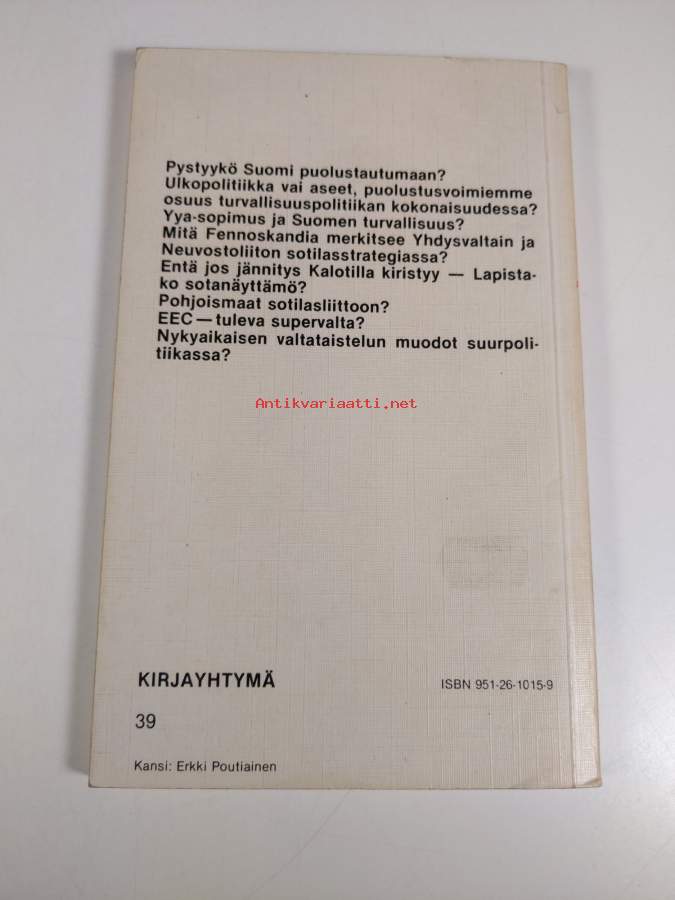 Pystyykö Suomi puolustautumaan?
Ulkopolitiikka vai aseet, puolustusvoimiemme
osuus turvallisuuspolitiikan kokonaisuudessa?
Yya-sopimus ja Suomen turvallisuus?
Mitä Fennoskandia merkitsee Yhdysvaltain ja
Neuvostoliiton sotilasstrategiassa?
Entä jos jännitys Kalotilla kiristyy — Lapista-
ko sotanäyttämö?
Pohjoismaat sotilasliittoon?
EEC — tuleva supervalta?
Nykyaikaisen valtataistelun muodot suurpoli-
tiikassa?
Antikvariaatti.net
KIRJAYHTYMÄ
ISBN 951-26-1015-9
39
Kansi: Erkki Poutiainen